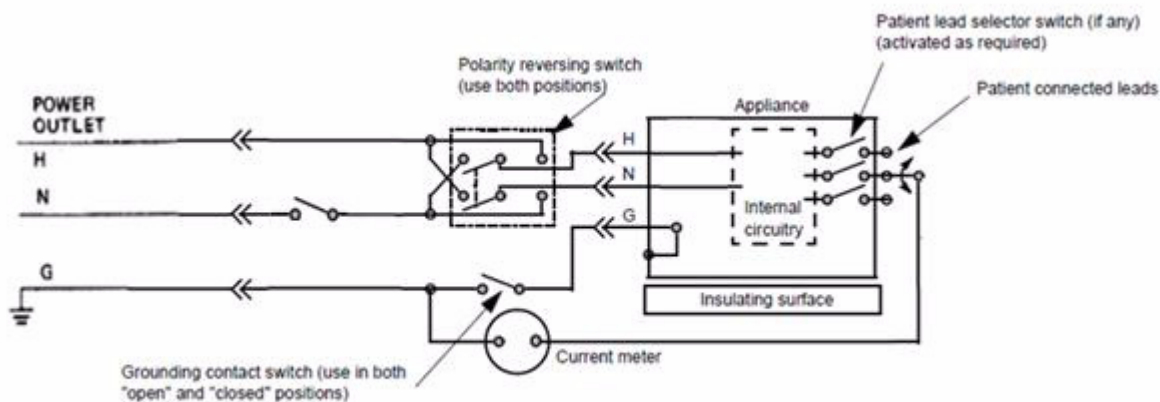 Patient lead selector switch (if any)
(activated as required)
Polarity reversing switch
(use both positions)
Patient connected leads
POWER
OUTLET
Appliance
H
H
N
N
Internal
circuitry
G
G
Insulating surface
Current meter
Grounding contact switch (use in both
"open" and "closed" positions)